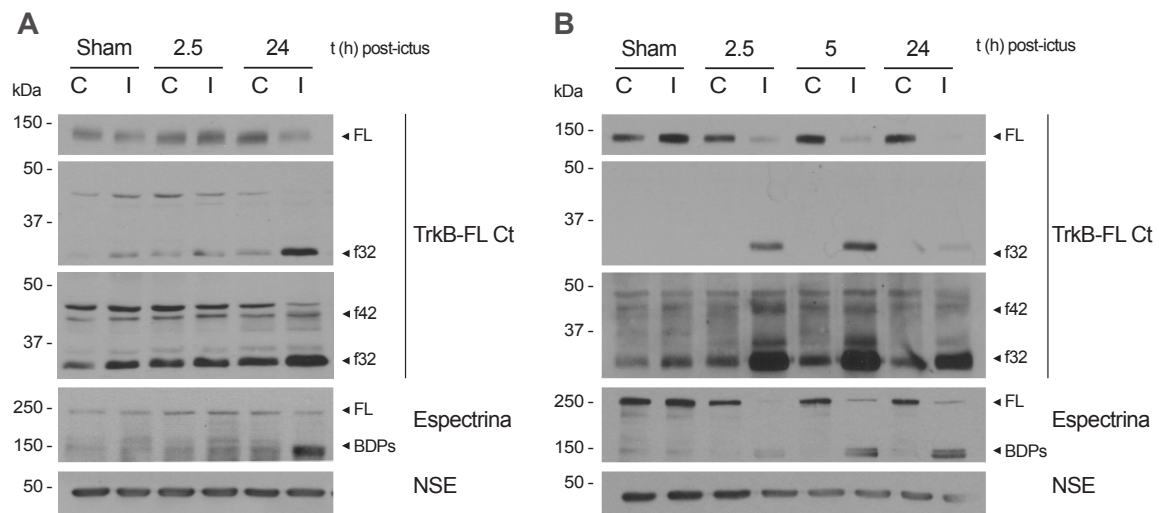 A
Sham 2.5 24 t (h) post-ictus
C I C I C I
kDa
150 -
FL
50 -
37 -
f32
TrkB-FL Ct
50 -
f42
37 -
f32
250 -
FL
Espectrina
150 -
BDPs
50 -
NSE
B
Sham 2.5 5 24 t (h) post-ictus
C I C I C I C I
kDa
150 -
FL
50 -
37 -
f32
TrkB-FL Ct
50 -
f42
37 -
f32
250 -
FL
Espectrina
150 -
BDPs
50 -
NSE